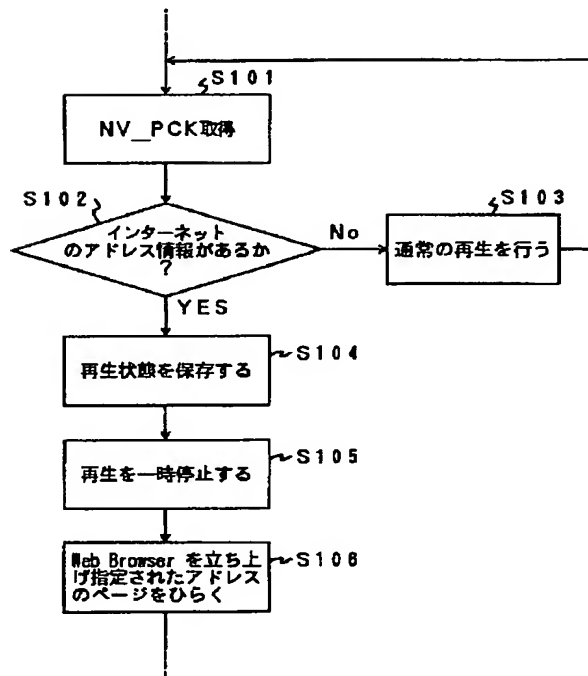 S101
NV_PCK取得
S102
インターネット
のアドレス情報があるか
?
No
S103
通常の再生を行う
YES
再生状態を保存する
S104
再生を一時停止する
S105
Web Browser を立ち上
げ指定されたアドレス
のページをひらく
S106